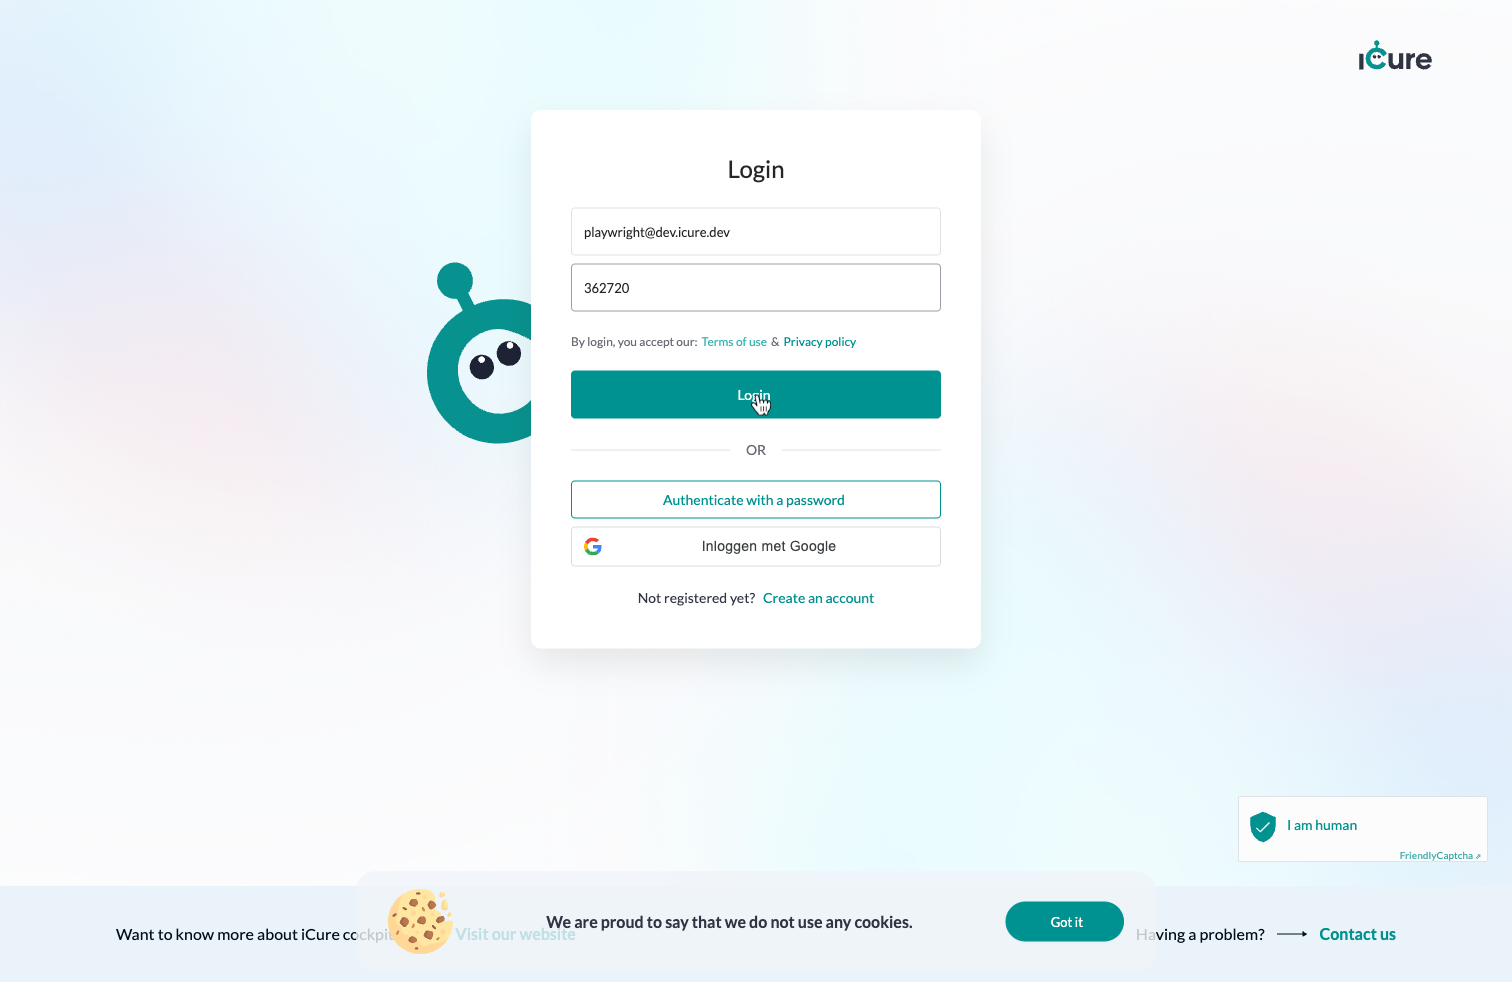 iCure
Login
playwright@dev.icure.dev
362720
By login, you accept our: Terms of use & Privacy policy
Login
OR
Authenticate with a password
Inloggen met Google
Not registered yet? Create an account
I am human
FriendlyCaptcha ⇗
We are proud to say that we do not use any cookies.
Got it
Want to know more about iCure cockpit Visit our website
Having a problem? → Contact us